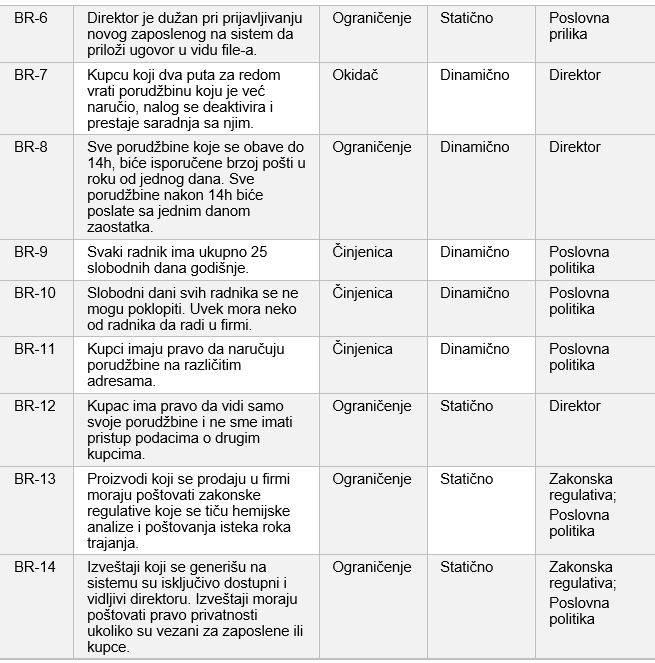 BR-6 Direktor je dužan pri prijavljivanju Ograničenje Statično Poslovna
novog zaposlenog na sistem da prilika
priloži ugovor u vidu file-a.
BR-7 Kupcu koji dva puta za redom Okidač Dinamično Direktor
vrati porudžbinu koju je već
naručio, nalog se deaktivira i
prestaje saradnja sa njim.
BR-8 Sve porudžbine koje se obave do Ograničenje Dinamično Direktor
14h, biće isporučene brzoj pošti u
roku od jednog dana. Sve
porudžbine nakon 14h biće
poslate sa jednim danom
zaostatka.
BR-9 Svaki radnik ima ukupno 25 Činjenica Dinamično Poslovna
slobodnih dana godišnje. politika
BR-10 Slobodni dani svih radnika se ne Činjenica Dinamično Poslovna
mogu poklopiti. Uvek mora neko politika
od radnika da radi u firmi.
BR-11 Kupci imaju pravo da naručuju Činjenica Dinamično Poslovna
porudžbine na različitim politika
adresama.
BR-12 Kupac ima pravo da vidi samo Ograničenje Statično Direktor
svoje porudžbine i ne sme imati
pristup podacima o drugim
kupcima.
BR-13 Proizvodi koji se prodaju u firmi Ograničenje Statično Zakonska
moraju poštovati zakonske regulativa;
regulative koje se tiču hemijske Poslovna
analize i poštovanja isteka roka politika
trajanja.
BR-14 Izveštaji koji se generišu na Ograničenje Statično Zakonska
sistemu su isključivo dostupni i regulativa;
vidljivi direktoru. Izveštaji moraju Poslovna
poštovati pravo privatnosti politika
ukoliko su vezani za zaposlene ili
kupce.